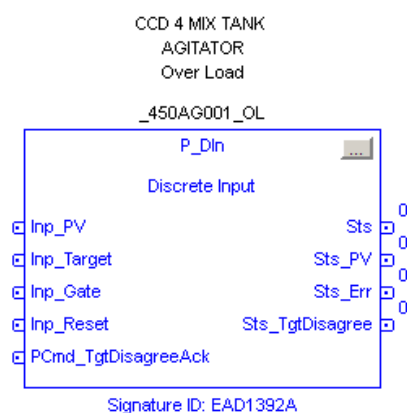 CCD 4 MIX TANK
AGITATOR
Over Load
_450AG001_OL
P_DIn
...
Discrete Input
0
Inp_PV Sts
0
Inp_Target Sts_PV
0
Inp_Gate Sts_Err
0
Inp_Reset Sts_TgtDisagree
PCmd_TgtDisagreeAck
Signature ID: EAD1392A